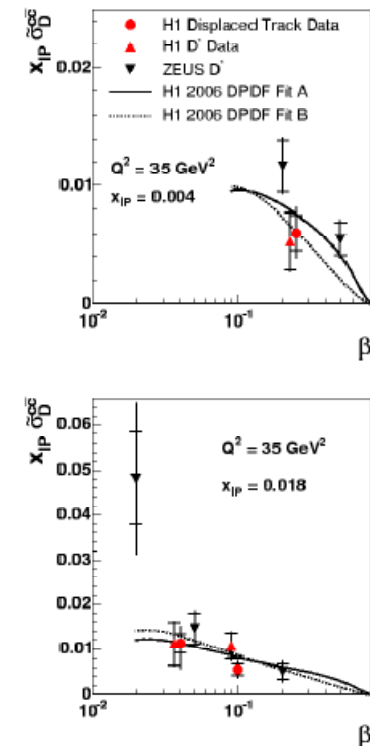 H1 Displaced Track Data
H1 D* Data
ZEUS D*
H1 2006 DPDF Fit A
H1 2006 DPDF Fit B
x_IP σ̃_D^cc̄
0.02
0.01
0
Q² = 35 GeV²
x_IP = 0.004
10⁻² 10⁻¹ 1
β
x_IP σ̃_D^cc̄
0.06
0.05
0.04
0.03
0.02
0.01
0
Q² = 35 GeV²
x_IP = 0.018
10⁻² 10⁻¹ 1
β